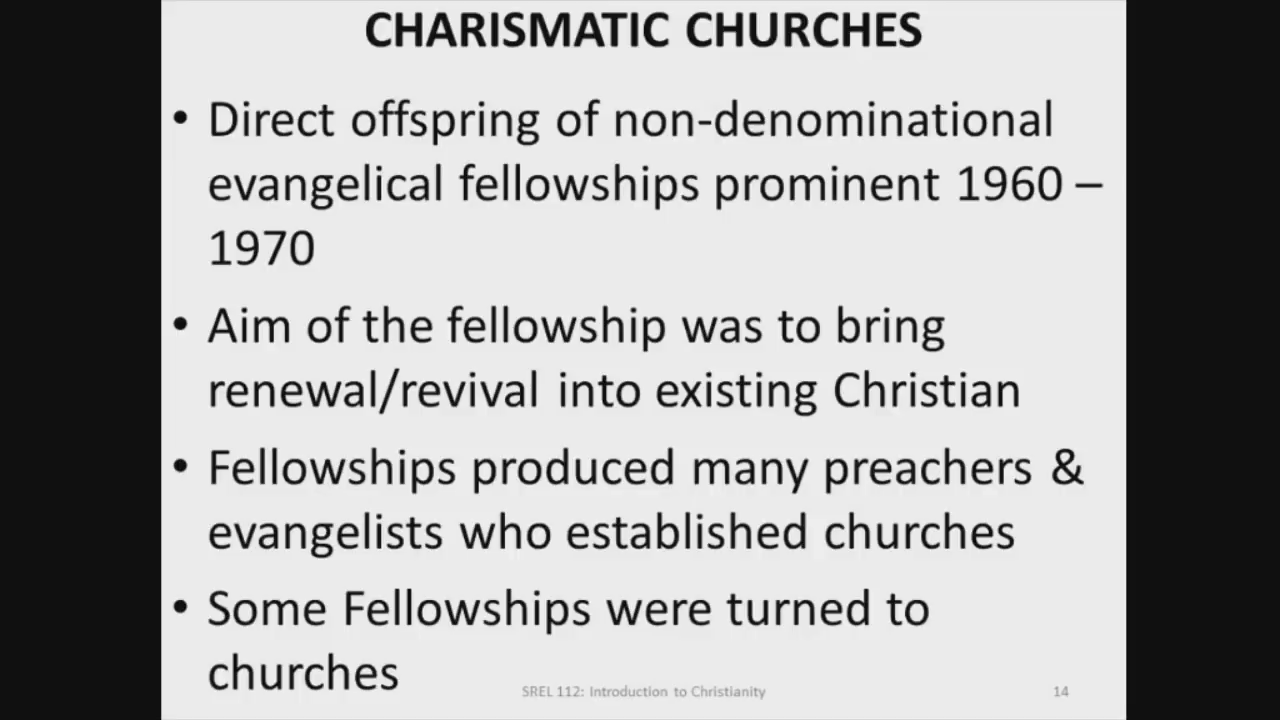 CHARISMATIC CHURCHES
• Direct offspring of non-denominational
evangelical fellowships prominent 1960 –
1970
• Aim of the fellowship was to bring
renewal/revival into existing Christian
• Fellowships produced many preachers &
evangelists who established churches
• Some Fellowships were turned to
churches
SREL 112: Introduction to Christianity
14